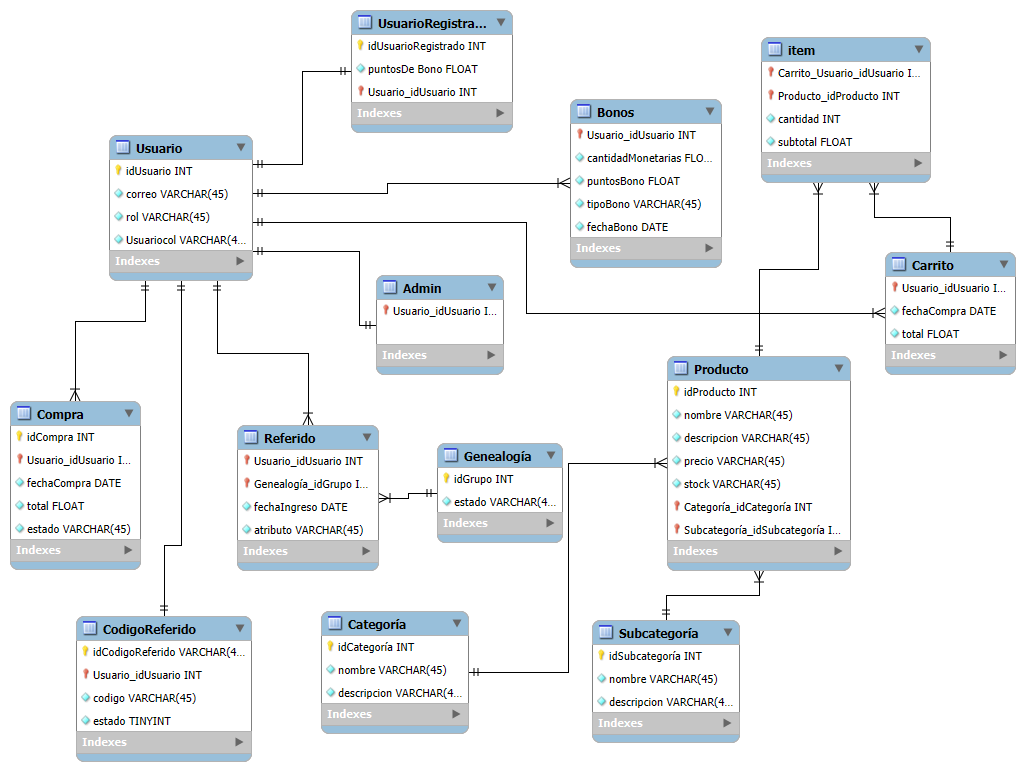 UsuarioRegistra...
idUsuarioRegistrado INT
puntosDe Bono FLOAT
Usuario_idUsuario INT
Indexes
item
Carrito_Usuario_idUsuario I...
Producto_idProducto INT
cantidad INT
subtotal FLOAT
Indexes
Bonos
Usuario_idUsuario INT
cantidadMonetarias FLO...
puntosBono FLOAT
tipoBono VARCHAR(45)
fechaBono DATE
Indexes
Usuario
idUsuario INT
correo VARCHAR(45)
rol VARCHAR(45)
Usuariocol VARCHAR(4...
Indexes
Carrito
Usuario_idUsuario I...
fechaCompra DATE
total FLOAT
Indexes
Admin
Usuario_idUsuario I...
Indexes
Producto
idProducto INT
nombre VARCHAR(45)
descripcion VARCHAR(45)
precio VARCHAR(45)
stock VARCHAR(45)
Categoría_idCategoría INT
Subcategoría_idSubcategoría I...
Indexes
Compra
idCompra INT
Usuario_idUsuario I...
fechaCompra DATE
total FLOAT
estado VARCHAR(45)
Indexes
Referido
Usuario_idUsuario INT
Genealogía_idGrupo I...
fechaIngreso DATE
atributo VARCHAR(45)
Indexes
Genealogía
idGrupo INT
estado VARCHAR(4...
Indexes
CodigoReferido
idCodigoReferido VARCHAR(4...
Usuario_idUsuario INT
codigo VARCHAR(45)
estado TINYINT
Indexes
Categoría
idCategoría INT
nombre VARCHAR(45)
descripcion VARCHAR(4...
Indexes
Subcategoría
idSubcategoría INT
nombre VARCHAR(45)
descripcion VARCHAR(4...
Indexes